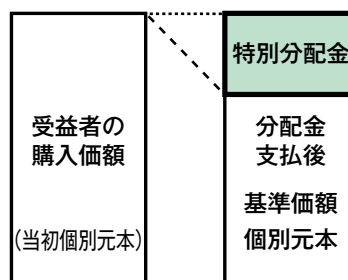 受益者の
購入価額
(当初個別元本)
特別分配金
分配金
支払後
基準価額
個別元本